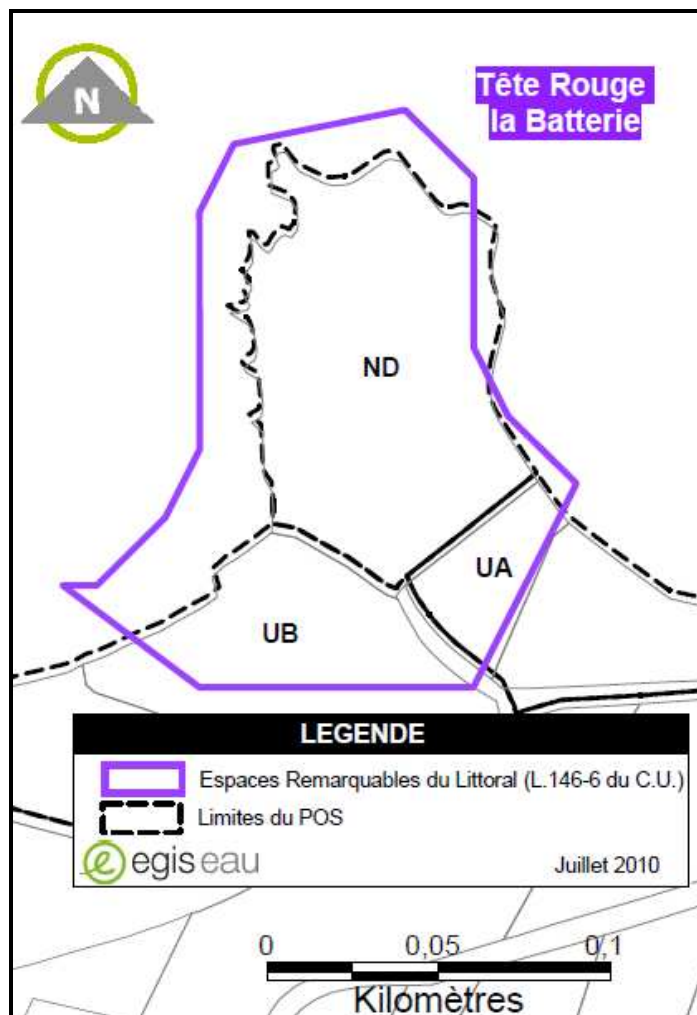 N
Tête Rouge
la Batterie
ND
UA
UB
LEGENDE
Espaces Remarquables du Littoral (L.146-6 du C.U.)
Limites du POS
e egis eau
Juillet 2010
0 0,05 0,1
Kilomètres